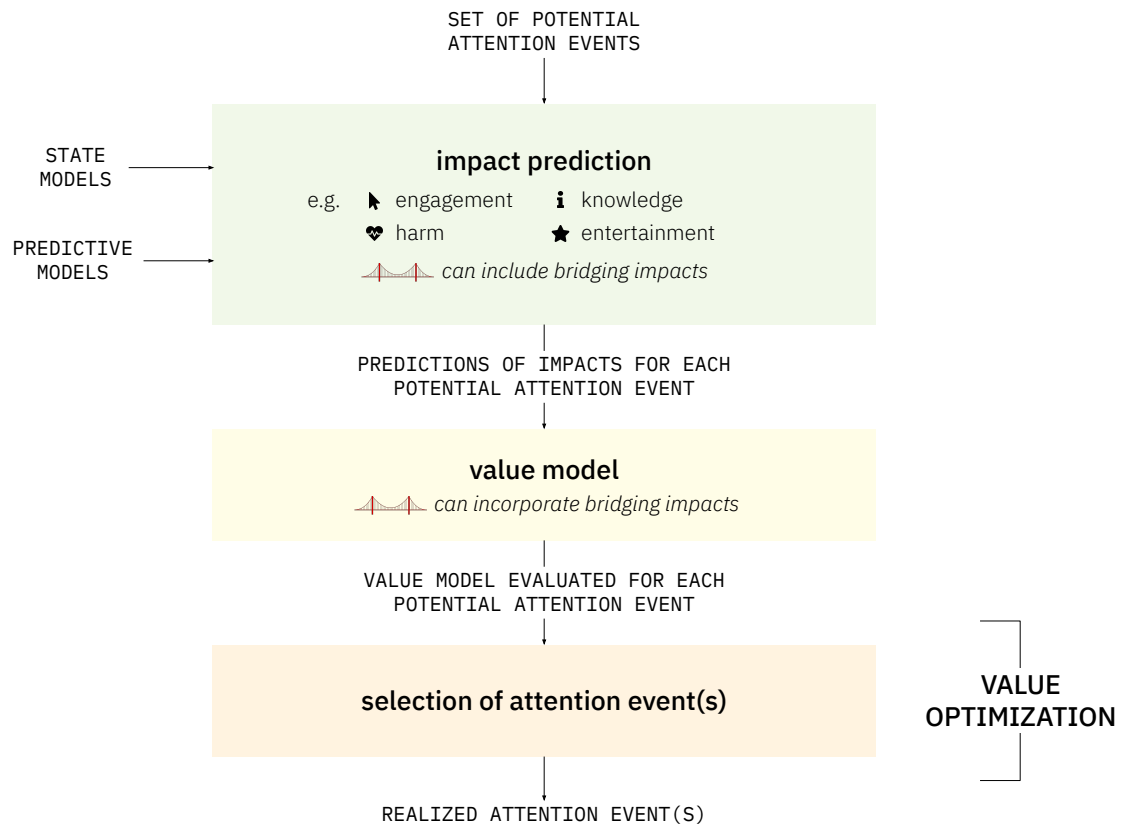 SET OF POTENTIAL
ATTENTION EVENTS
STATE
MODELS
PREDICTIVE
MODELS
impact prediction
e.g. engagement knowledge
harm entertainment
can include bridging impacts
PREDICTIONS OF IMPACTS FOR EACH
POTENTIAL ATTENTION EVENT
value model
can incorporate bridging impacts
VALUE MODEL EVALUATED FOR EACH
POTENTIAL ATTENTION EVENT
selection of attention event(s)
VALUE
OPTIMIZATION
REALIZED ATTENTION EVENT(S)